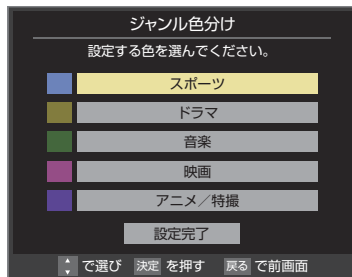 ジャンル色分け
設定する色を選んでください。
スポーツ
ドラマ
音楽
映画
アニメ／特撮
設定完了
で選び 決定 を押す 戻る で前画面